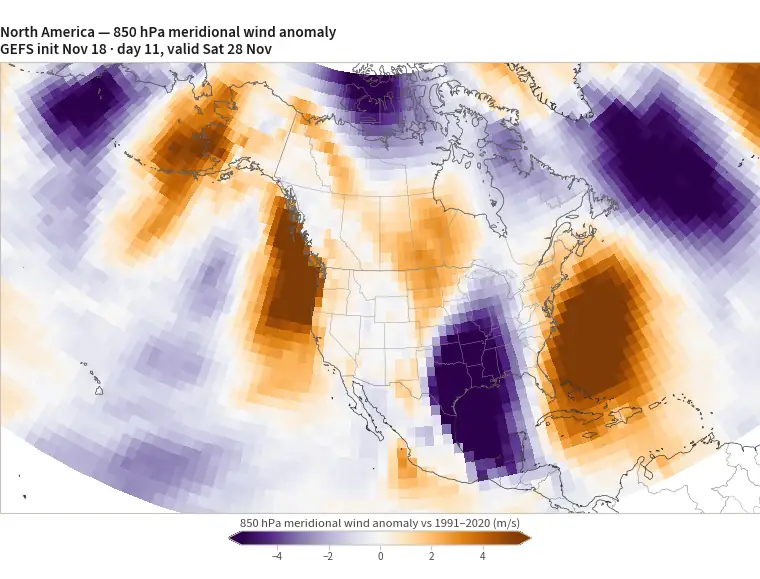 North America — 850 hPa meridional wind anomaly
GEFS init Nov 18 · day 11, valid Sat 28 Nov
850 hPa meridional wind anomaly vs 1991–2020 (m/s)
−4 −2 0 2 4